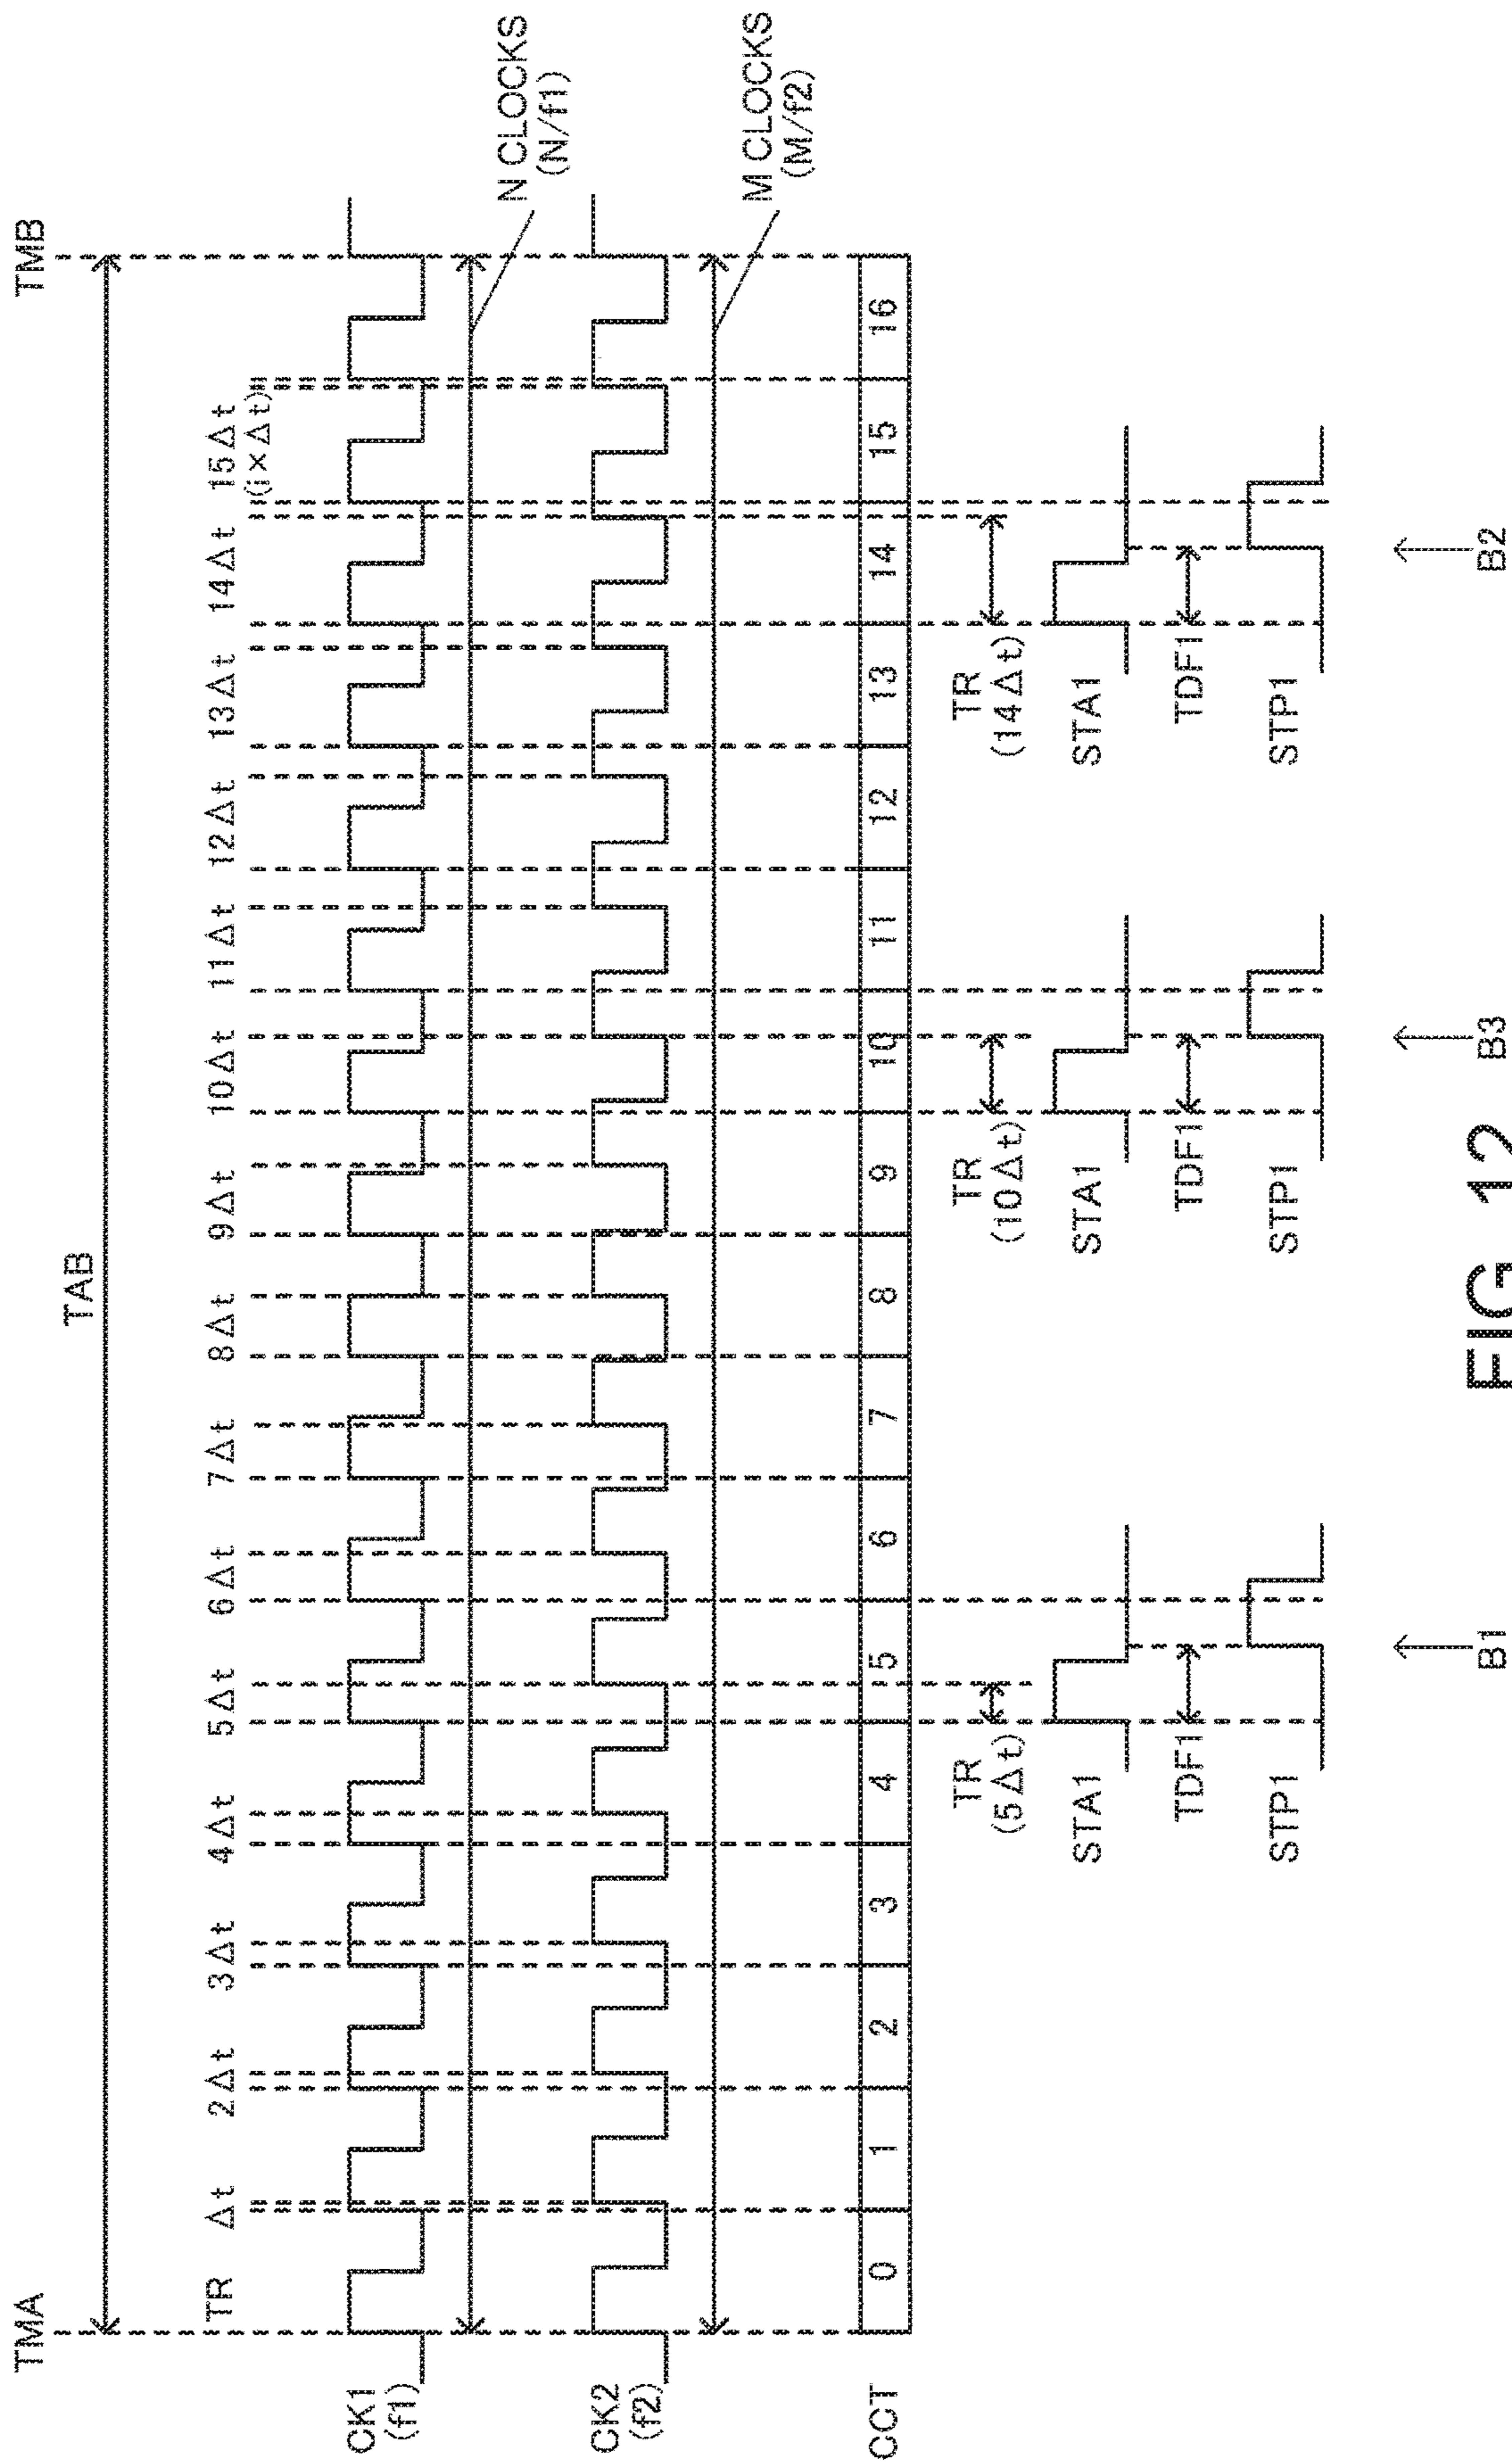 TMA
TAB
TMB
TR
Δt
2Δt
3Δt
4Δt
5Δt
6Δt
7Δt
8Δt
9Δt
10Δt
11Δt
12Δt
13Δt
14Δt
15Δt
(i×Δt)
CK1
(f1)
N CLOCKS
(N/f1)
CK2
(f2)
M CLOCKS
(M/f2)
CCT
0 1 2 3 4 5 6 7 8 9 10 11 12 13 14 15 16
TR
(5Δt)
STA1
TDF1
STP1
B1
TR
(10Δt)
STA1
TDF1
STP1
B3
TR
(14Δt)
STA1
TDF1
STP1
B2
FIG. 12